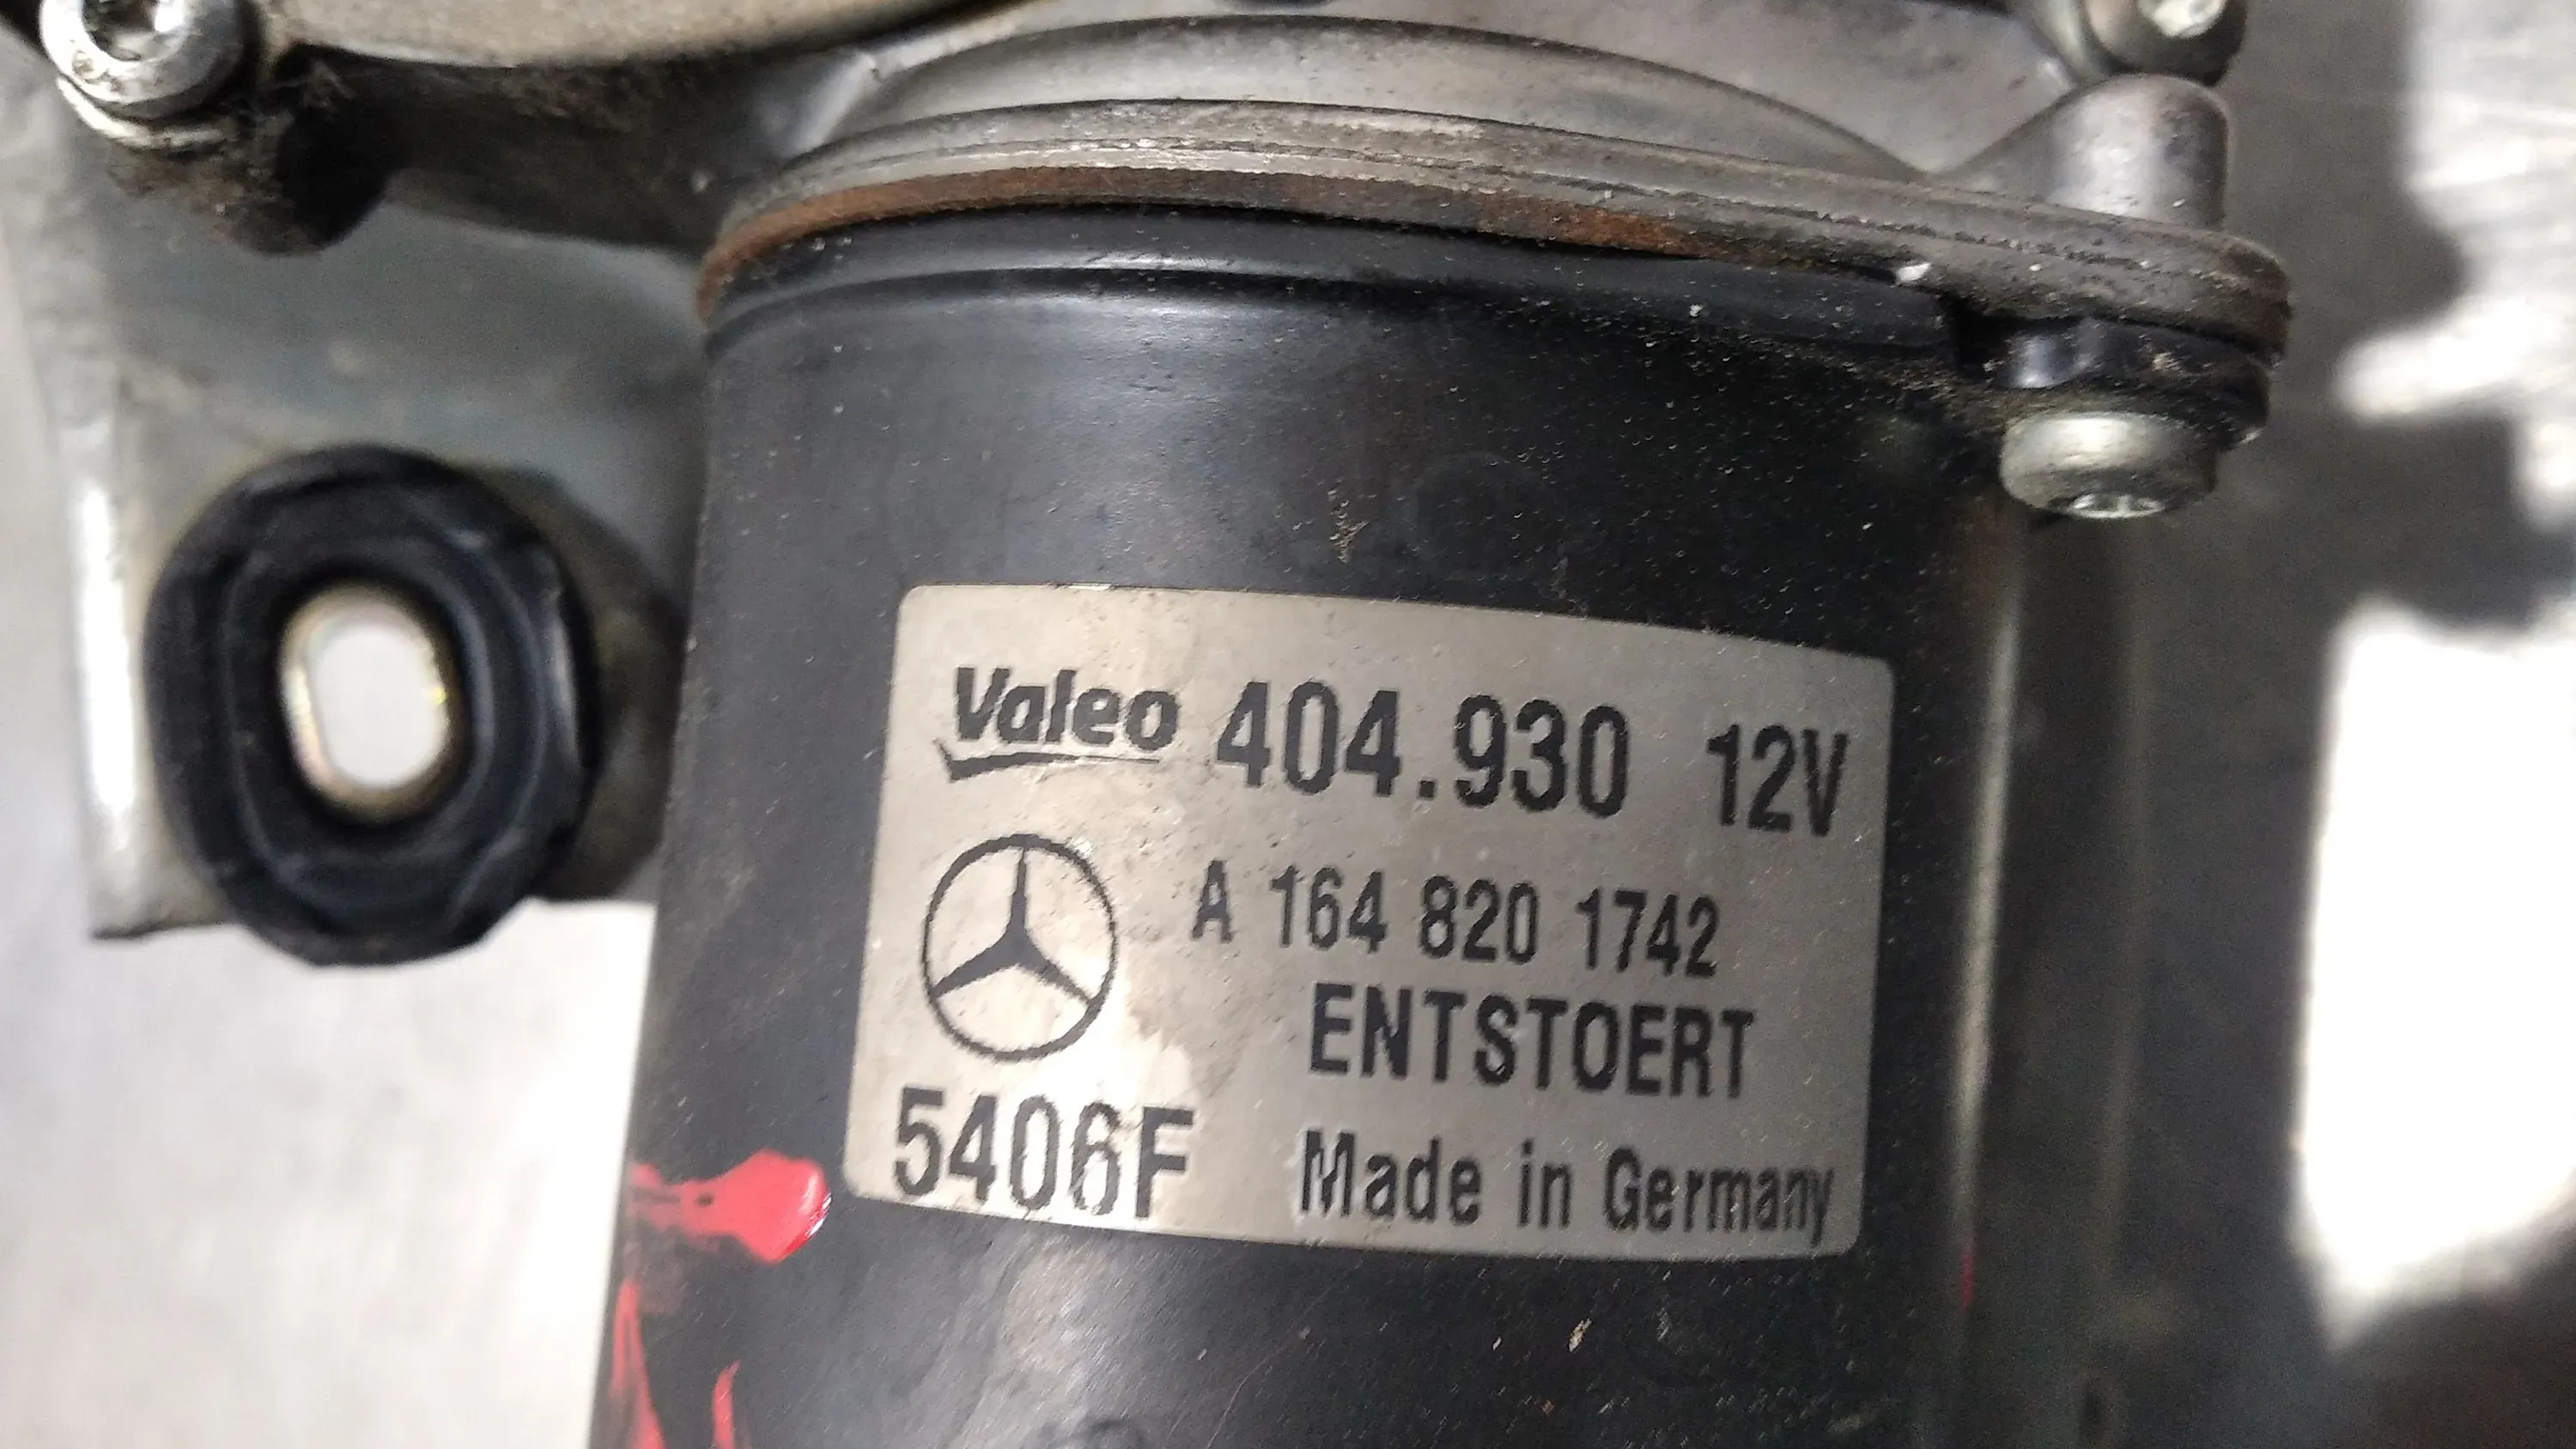 Valeo 404.930 12V
A 164 820 1742
ENTSTOERT
5406F Made in Germany